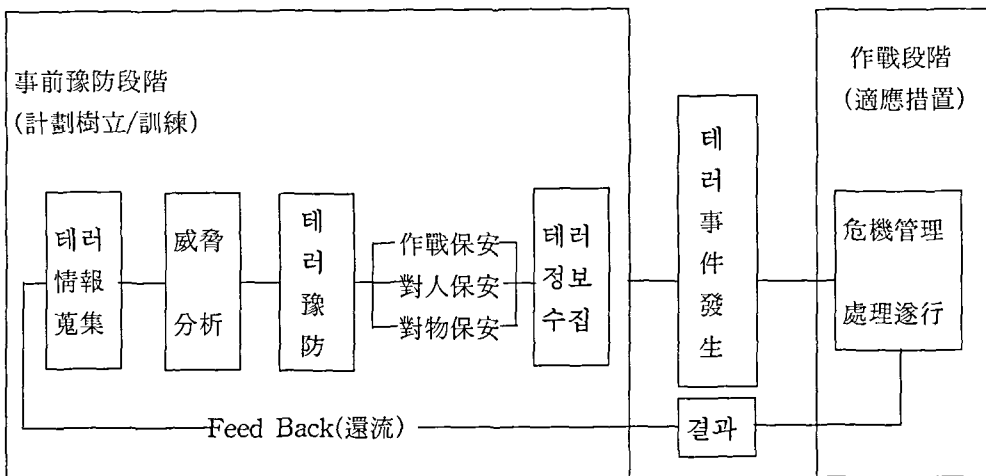 事前豫防段階
(計劃樹立/訓練)
테러
情報
蒐集
威脅
分析
테
러
豫
防
作戰保安
對人保安
對物保安
테러
정보
수집
테
러
事
件
發
生
作戰段階
(適應措置)
危機管理
處理遂行
Feed Back(還流)
결과